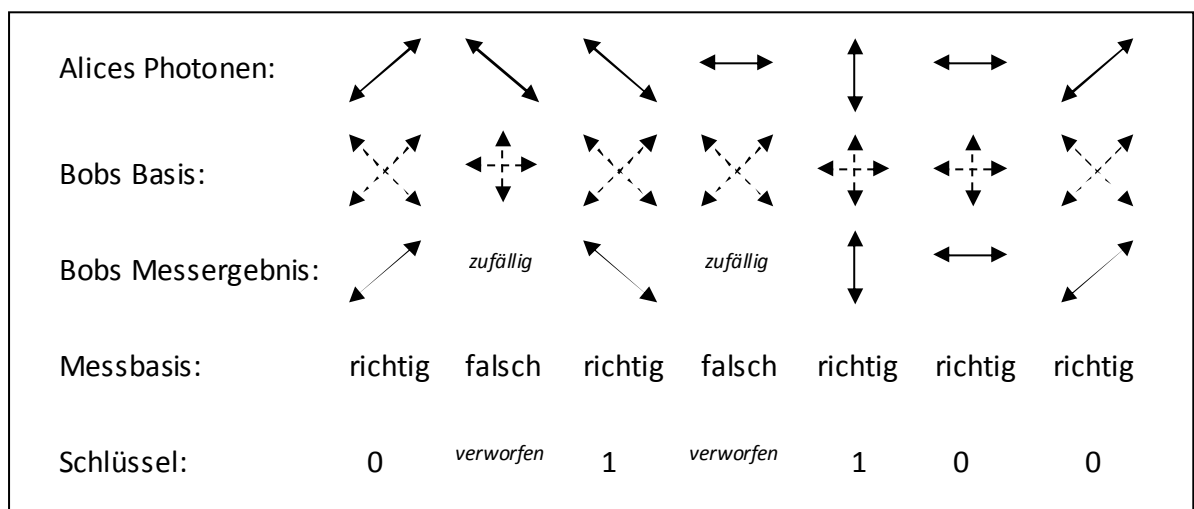 Alices Photonen:
Bobs Basis:
Bobs Messergebnis: zufällig zufällig
Messbasis: richtig falsch richtig falsch richtig richtig richtig
Schlüssel: 0 verworfen 1 verworfen 1 0 0